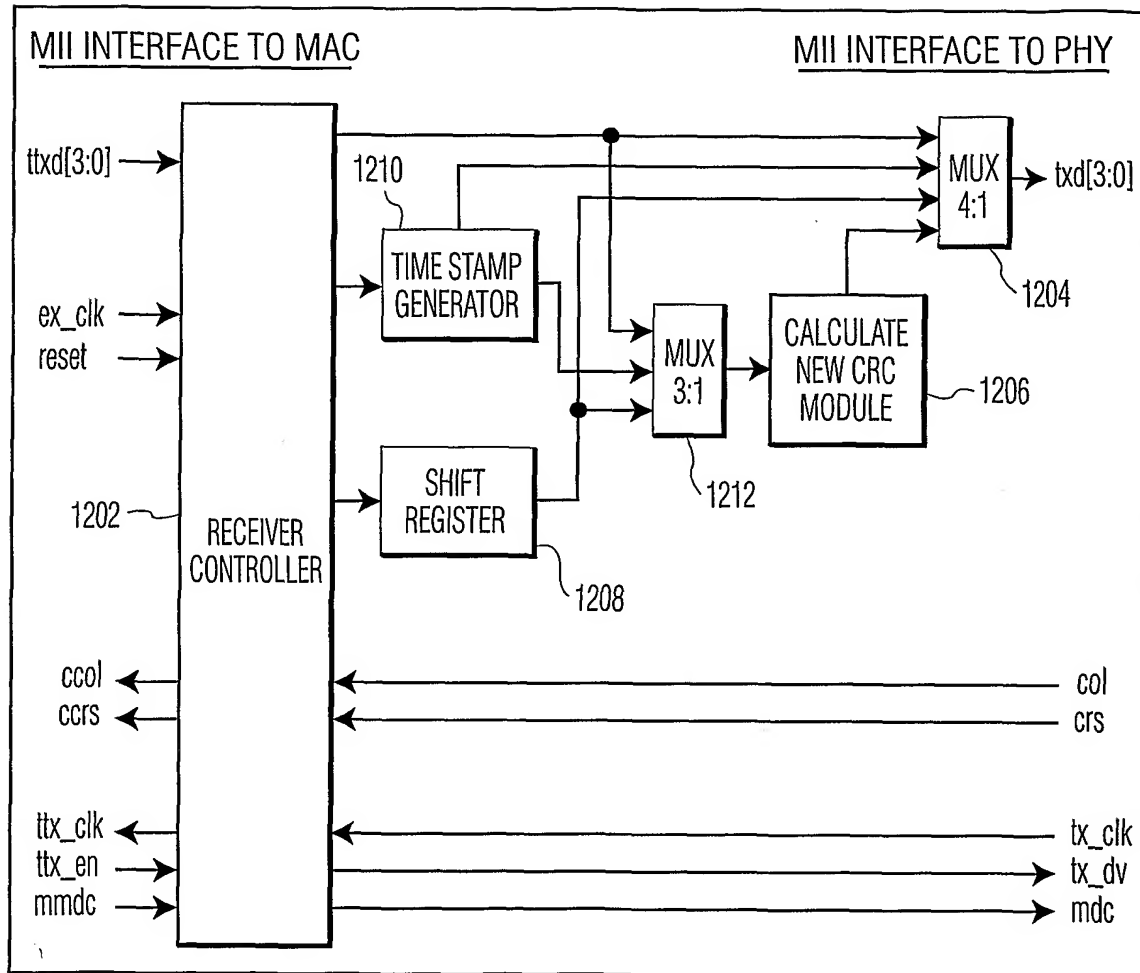 MII INTERFACE TO MAC
MII INTERFACE TO PHY
ttxd[3:0]
ex_clk
reset
1202
RECEIVER
CONTROLLER
1210
TIME STAMP
GENERATOR
SHIFT
REGISTER
1208
MUX
3:1
1212
CALCULATE
NEW CRC
MODULE
1206
MUX
4:1
1204
txd[3:0]
ccol
ccrs
col
crs
ttx_clk
ttx_en
mmdc
tx_clk
tx_dv
mdc